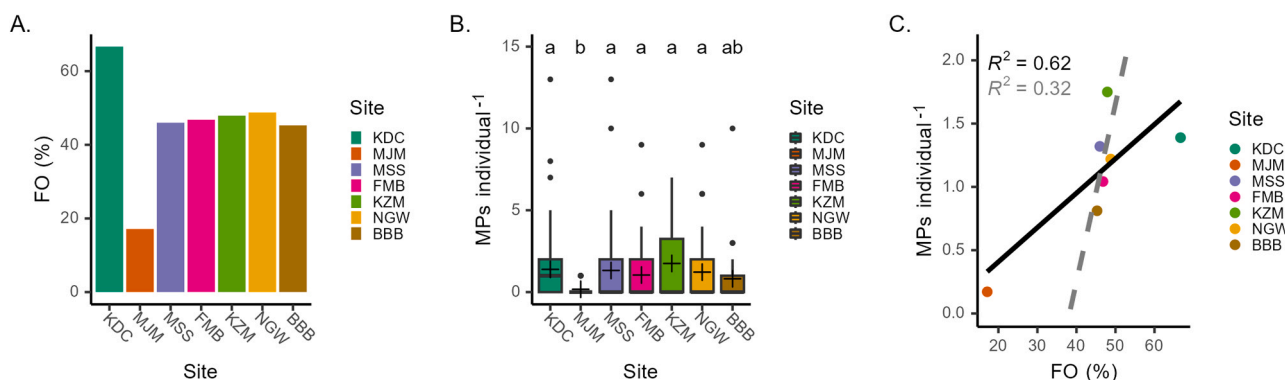 A.
FO (%)
60
40
20
0
KDC
MJM
MSS
FMB
KZM
NGW
BBB
Site
Site
KDC
MJM
MSS
FMB
KZM
NGW
BBB
B.
MPs individual⁻¹
15
10
5
0
a b a a a a ab
KDC
MJM
MSS
FMB
KZM
NGW
BBB
Site
Site
KDC
MJM
MSS
FMB
KZM
NGW
BBB
C.
MPs individual⁻¹
2.0
1.5
1.0
0.5
0.0
R² = 0.62
R² = 0.32
20 30 40 50 60
FO (%)
Site
KDC
MJM
MSS
FMB
KZM
NGW
BBB